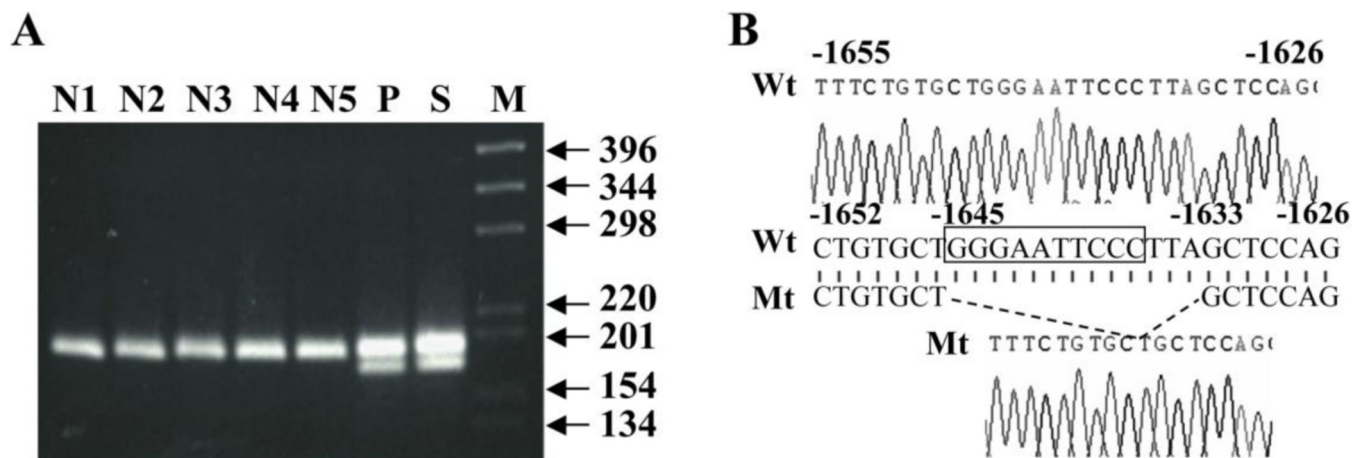 A
N1 N2 N3 N4 N5 P S M
396
344
298
220
201
154
134
B
-1655 -1626
Wt TTTCTGTGCTGGGAATTCCCTTAGCTCCAG
-1652 -1645 -1633 -1626
Wt CTGTGCTGGGAATTCCCTTAGCTCCAG
Mt CTGTGCT GCTCCAG
Mt TTTCTGTGCTGCTCCAG